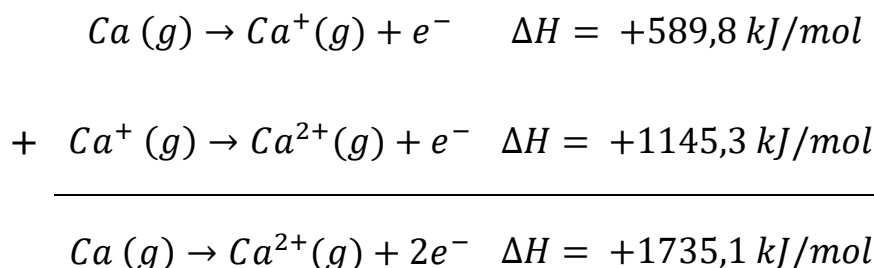 Ca (g) → Ca⁺(g) + e⁻ ΔH = +589,8 kJ/mol
+ Ca⁺ (g) → Ca²⁺(g) + e⁻ ΔH = +1145,3 kJ/mol
Ca (g) → Ca²⁺(g) + 2e⁻ ΔH = +1735,1 kJ/mol